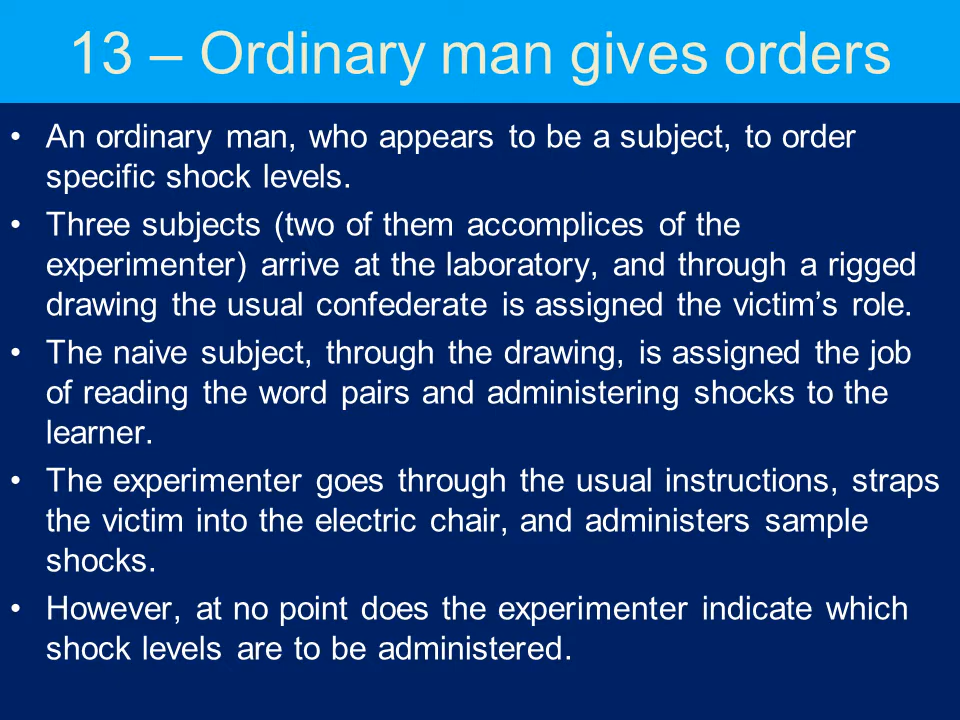 13 – Ordinary man gives orders
• An ordinary man, who appears to be a subject, to order
specific shock levels.
• Three subjects (two of them accomplices of the
experimenter) arrive at the laboratory, and through a rigged
drawing the usual confederate is assigned the victim’s role.
• The naive subject, through the drawing, is assigned the job
of reading the word pairs and administering shocks to the
learner.
• The experimenter goes through the usual instructions, straps
the victim into the electric chair, and administers sample
shocks.
• However, at no point does the experimenter indicate which
shock levels are to be administered.